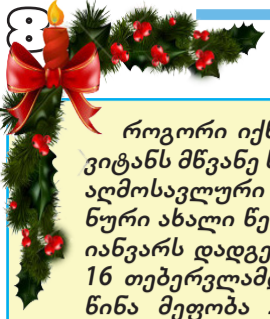 8
როგორი იქნ
ვიტანს მწვანე ხ
აღმოსავლური
ნური ახალი წე
იანვარს დადგე
16 თებერვლამდ
წინა მეფობა